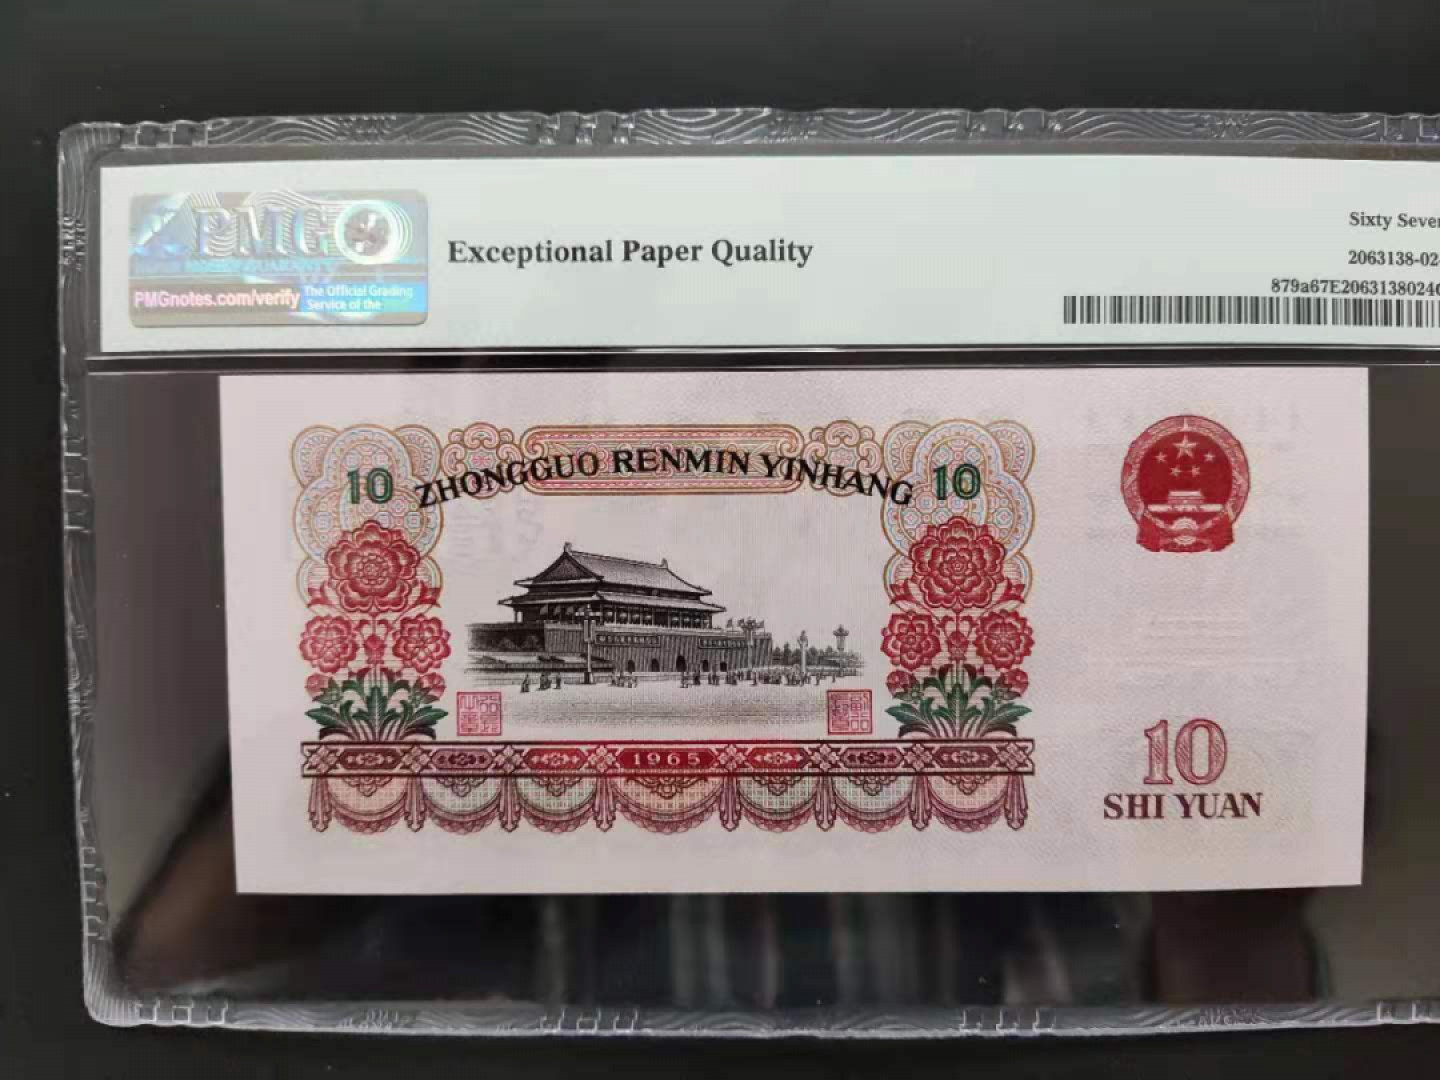 PMG
PMGnotes.com/verify
The Official Grading
Service of the
Exceptional Paper Quality
Sixty Seven
2063138-02
879a67E2063138024
10 ZHONGGUO RENMIN YINHANG 10
1965
10
SHI YUAN